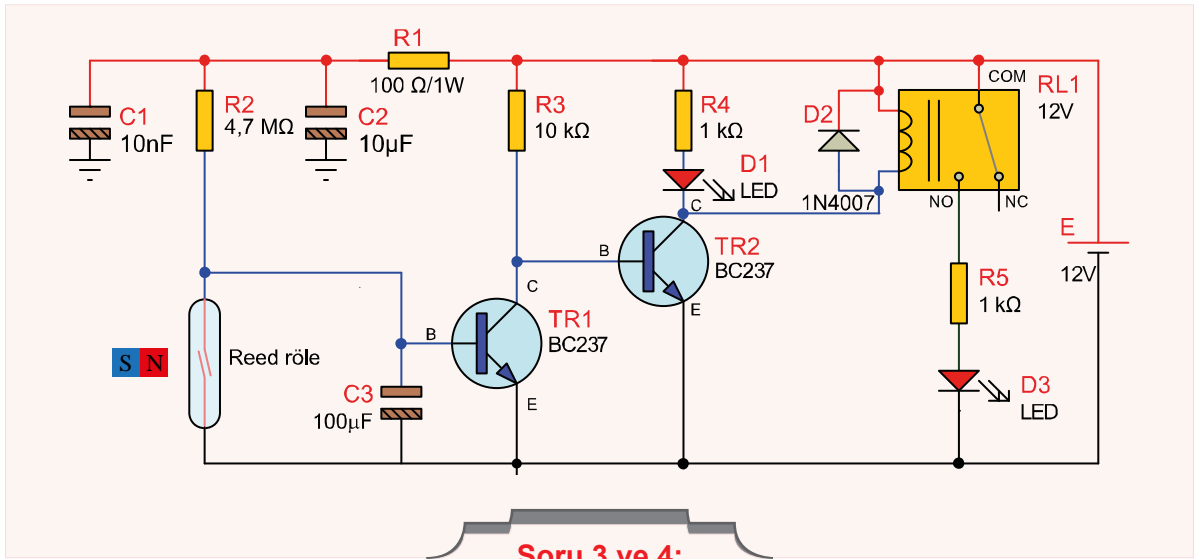 R1
100 Ω/1W
C1
10nF
R2
4,7 MΩ
C2
10µF
R3
10 kΩ
R4
1 kΩ
D1
LED
D2
1N4007
COM
RL1
12V
NO
NC
C
B
TR2
BC237
E
E
12V
R5
1 kΩ
C
B
TR1
BC237
E
S N
Reed röle
C3
100µF
D3
LED
Soru 3 ve 4: